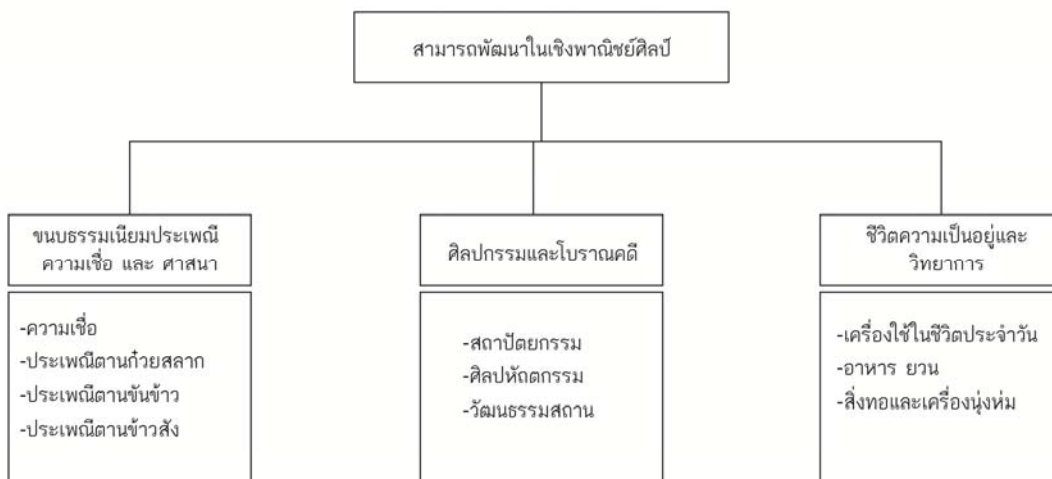 สามารถพัฒนาในเชิงพาณิชย์ศิลป์
ขนบธรรมเนียมประเพณี
ความเชื่อ และ ศาสนา
-ความเชื่อ
-ประเพณีตานก๋วยสลาก
-ประเพณีตานขันข้าว
-ประเพณีตานข้าวสัง
ศิลปกรรมและโบราณคดี
-สถาปัตยกรรม
-ศิลปหัถตกรรม
-วัฒนธรรมสถาน
ชีวิตความเป็นอยู่และ
วิทยาการ
-เครื่องใช้ในชีวิตประจำวัน
-อาหาร ยวน
-สิ่งทอและเครื่องนุ่งห่ม